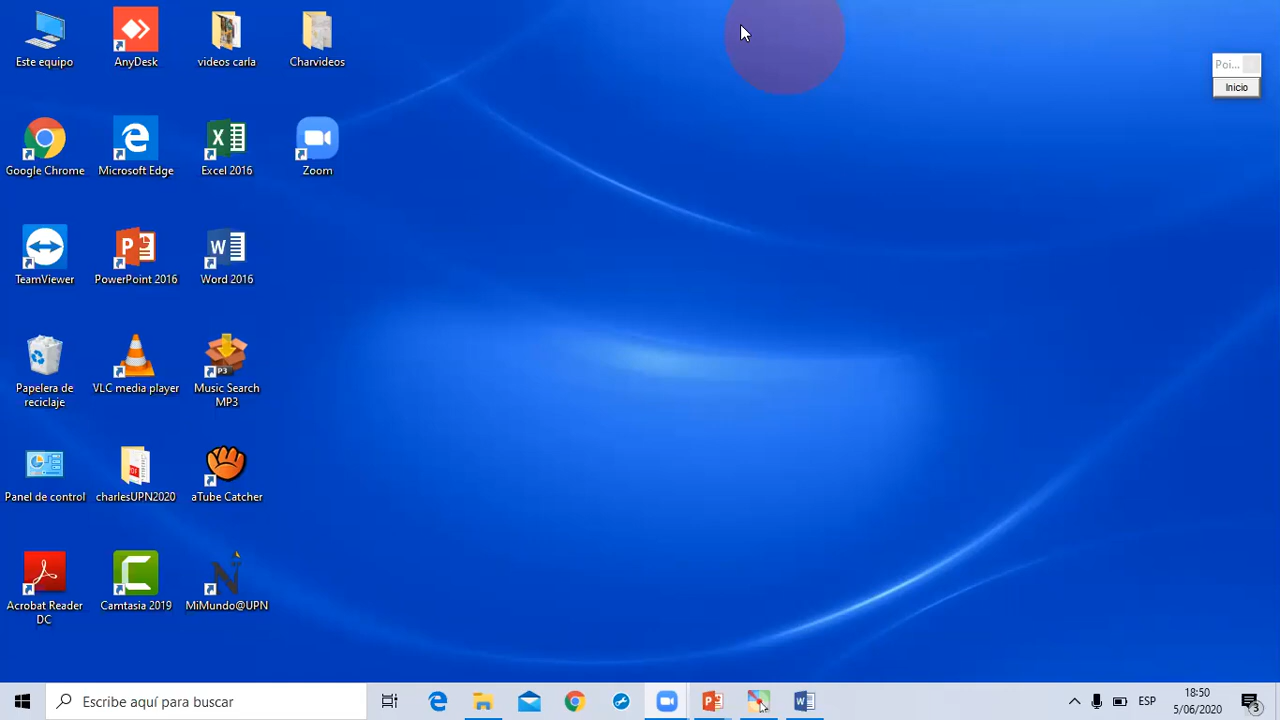 Este equipo
AnyDesk
videos carla
Charvideos
Poi...
Inicio
Google Chrome
Microsoft Edge
Excel 2016
Zoom
TeamViewer
PowerPoint 2016
Word 2016
Papelera de
reciclaje
VLC media player
P3
Music Search
MP3
Panel de control
charlesUPN2020
aTube Catcher
Acrobat Reader
DC
Camtasia 2019
MiMundo@UPN
Escribe aquí para buscar
ESP
18:50
5/06/2020
3